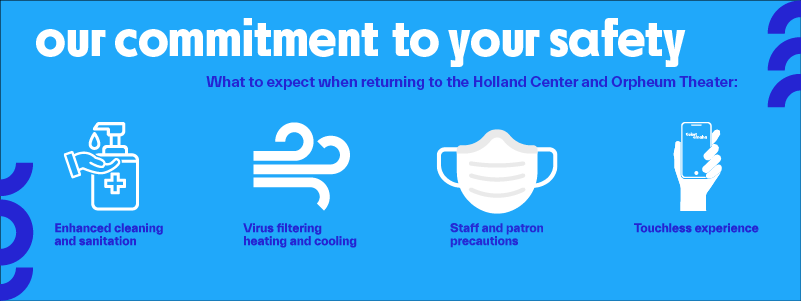 our commitment to your safety
What to expect when returning to the Holland Center and Orpheum Theater:
Enhanced cleaning
and sanitation
Virus filtering
heating and cooling
Staff and patron
precautions
Touchless experience